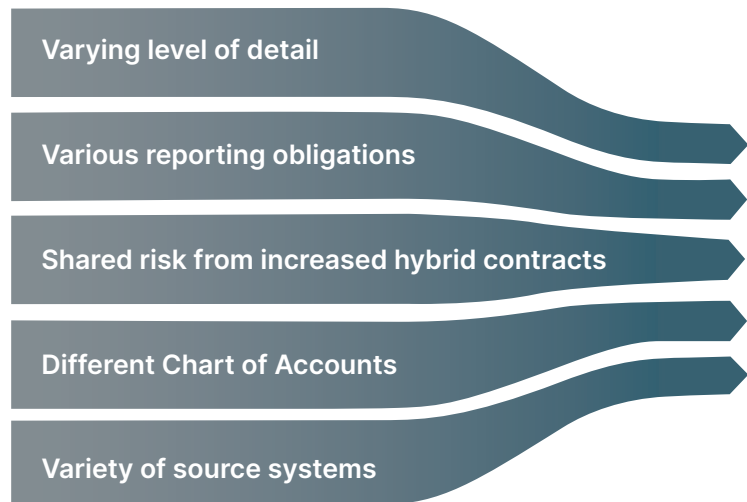 Varying level of detail
Various reporting obligations
Shared risk from increased hybrid contracts
Different Chart of Accounts
Variety of source systems